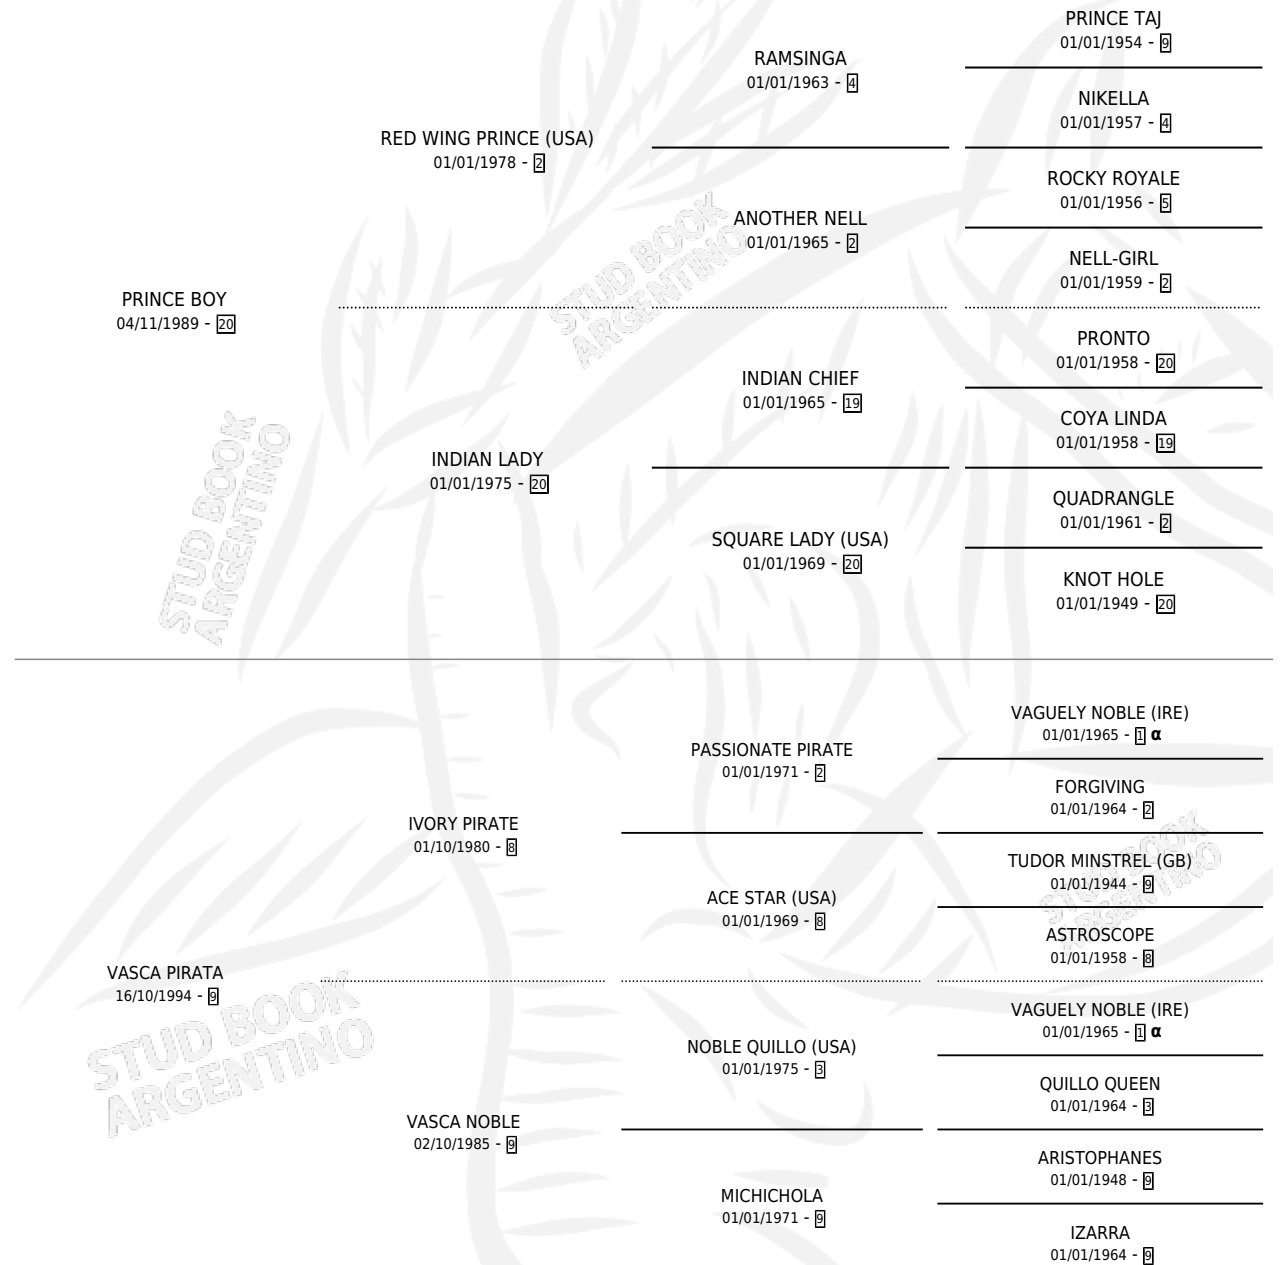 PRINCE TAJ
01/01/1954 - 9
RAMSINGA
01/01/1963 - 4
NIKELLA
01/01/1957 - 4
RED WING PRINCE (USA)
01/01/1978 - 2
ROCKY ROYALE
01/01/1956 - 5
ANOTHER NELL
01/01/1965 - 2
NELL-GIRL
01/01/1959 - 2
PRINCE BOY
04/11/1989 - 20
PRONTO
01/01/1958 - 20
INDIAN CHIEF
01/01/1965 - 19
COYA LINDA
01/01/1958 - 19
INDIAN LADY
01/01/1975 - 20
QUADRANGLE
01/01/1961 - 2
SQUARE LADY (USA)
01/01/1969 - 20
KNOT HOLE
01/01/1949 - 20
STUD BOOK
ARGENTINO
STUD BOOK
ARGENTINO
VAGUELY NOBLE (IRE)
01/01/1965 - 1 α
PASSIONATE PIRATE
01/01/1971 - 2
FORGIVING
01/01/1964 - 2
IVORY PIRATE
01/10/1980 - 8
TUDOR MINSTREL (GB)
01/01/1944 - 9
ACE STAR (USA)
01/01/1969 - 8
ASTROSCOPE
01/01/1958 - 8
VASCA PIRATA
16/10/1994 - 9
VAGUELY NOBLE (IRE)
01/01/1965 - 1 α
NOBLE QUILLO (USA)
01/01/1975 - 3
QUILLO QUEEN
01/01/1964 - 3
VASCA NOBLE
02/10/1985 - 9
ARISTOPHANES
01/01/1948 - 9
MICHICHOLA
01/01/1971 - 9
IZARRA
01/01/1964 - 9
STUD BOOK
ARGENTINO
STUD BOOK
ARGENTINO